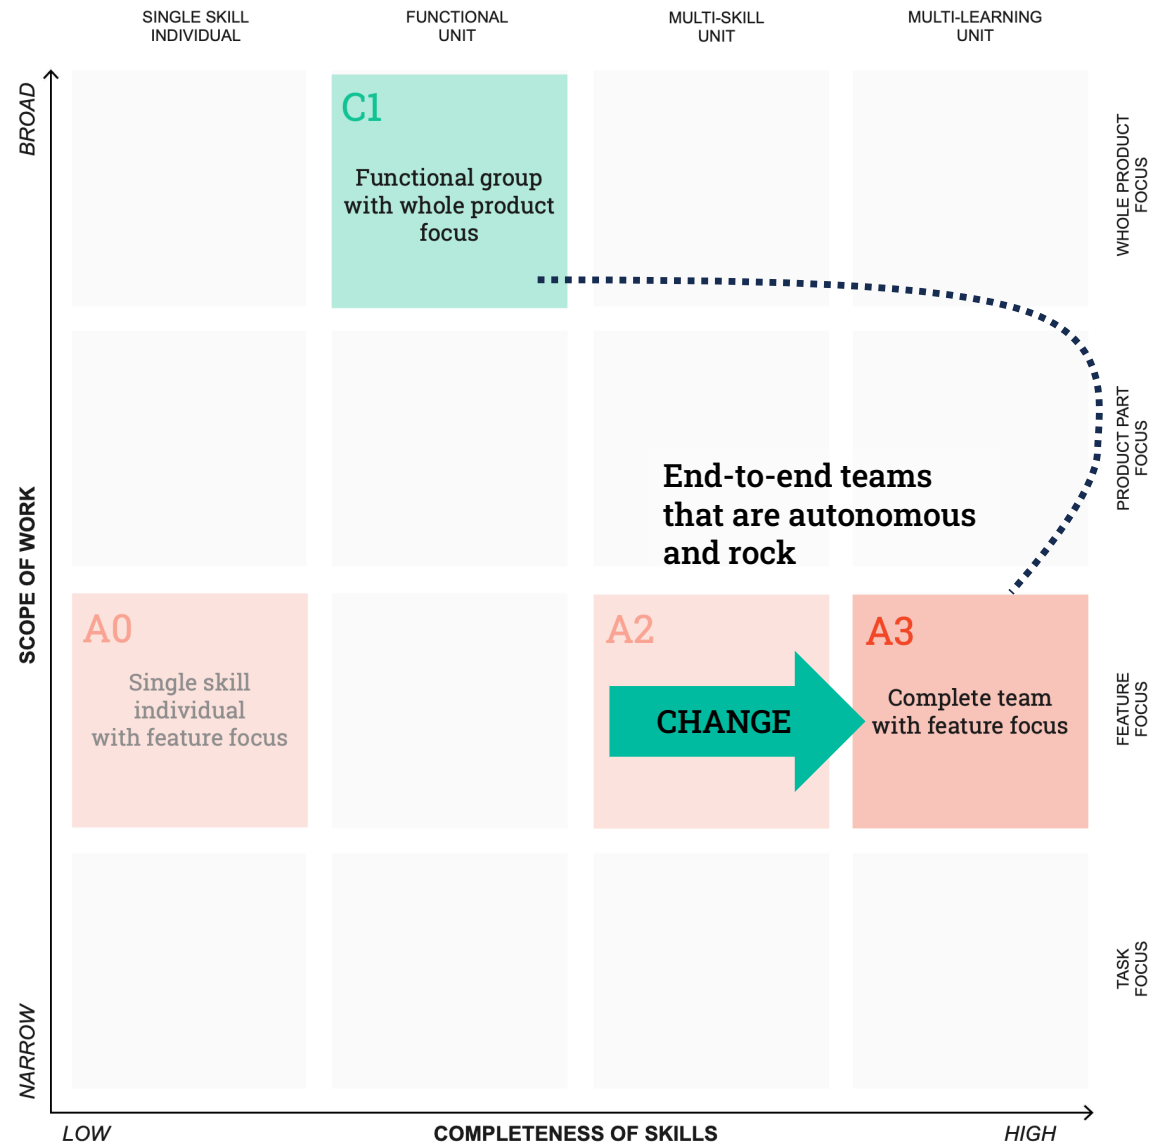 SINGLE SKILL
INDIVIDUAL
FUNCTIONAL
UNIT
MULTI-SKILL
UNIT
MULTI-LEARNING
UNIT
BROAD
C1
Functional group
with whole product
focus
WHOLE PRODUCT
FOCUS
PRODUCT PART
FOCUS
End-to-end teams
that are autonomous
and rock
SCOPE OF WORK
A0
Single skill
individual
with feature focus
A2
CHANGE
A3
Complete team
with feature focus
FEATURE
FOCUS
TASK
FOCUS
NARROW
LOW
COMPLETENESS OF SKILLS
HIGH